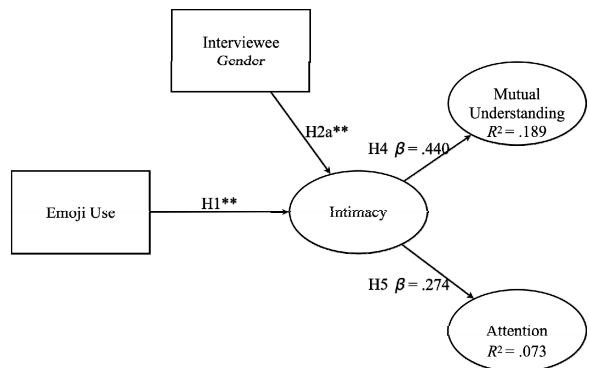 Interviewee
Gender
H2a**
Mutual
Understanding
R² = .189
H4 β = .440
Emoji Use
H1**
Intimacy
H5 β = .274
Attention
R² = .073